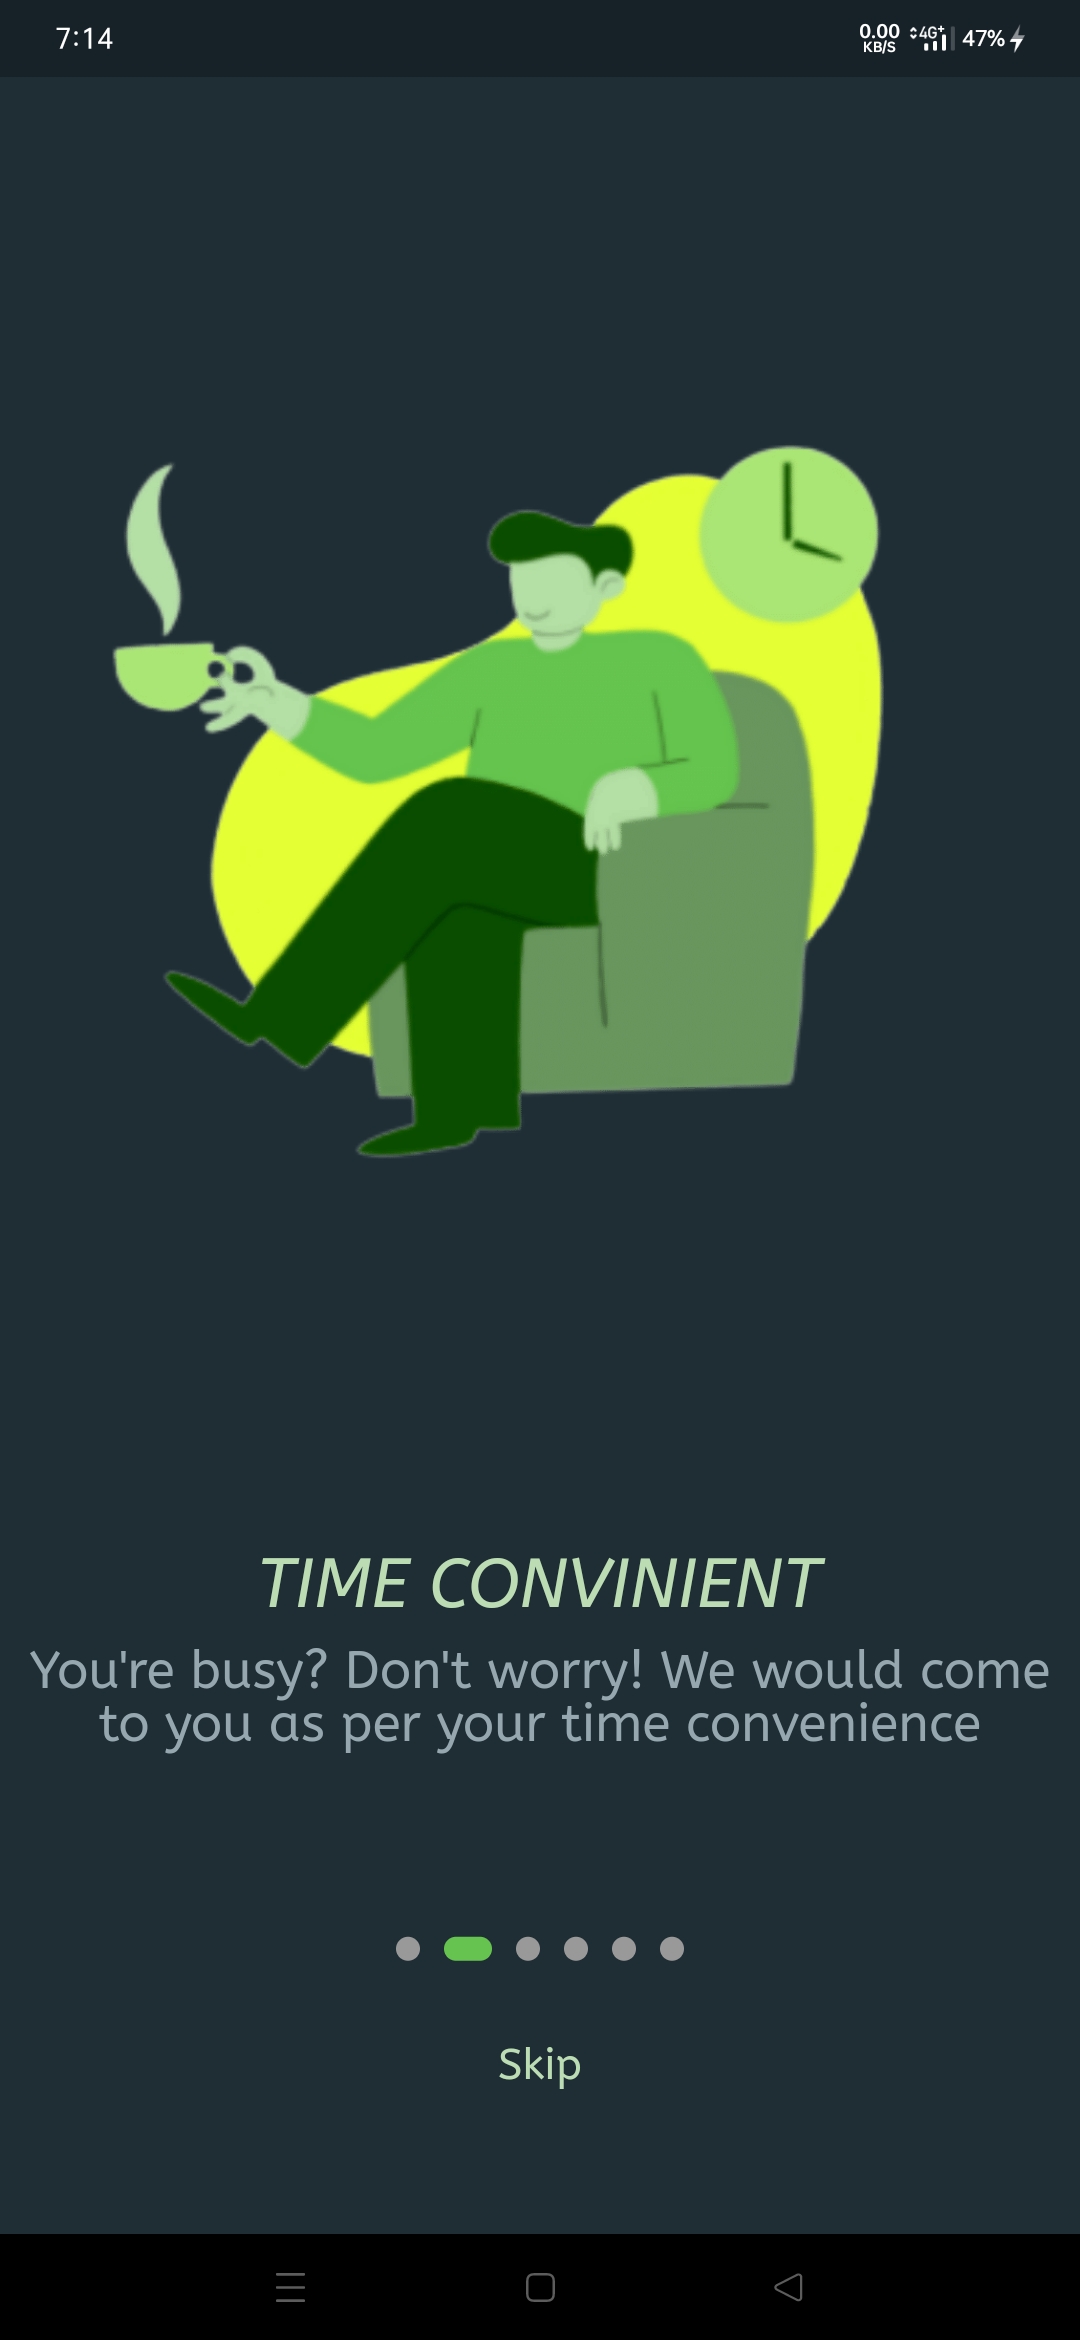 7:14
0.00
KB/S
4G+
47%
TIME CONVINIENT
You're busy? Don't worry! We would come
to you as per your time convenience
Skip